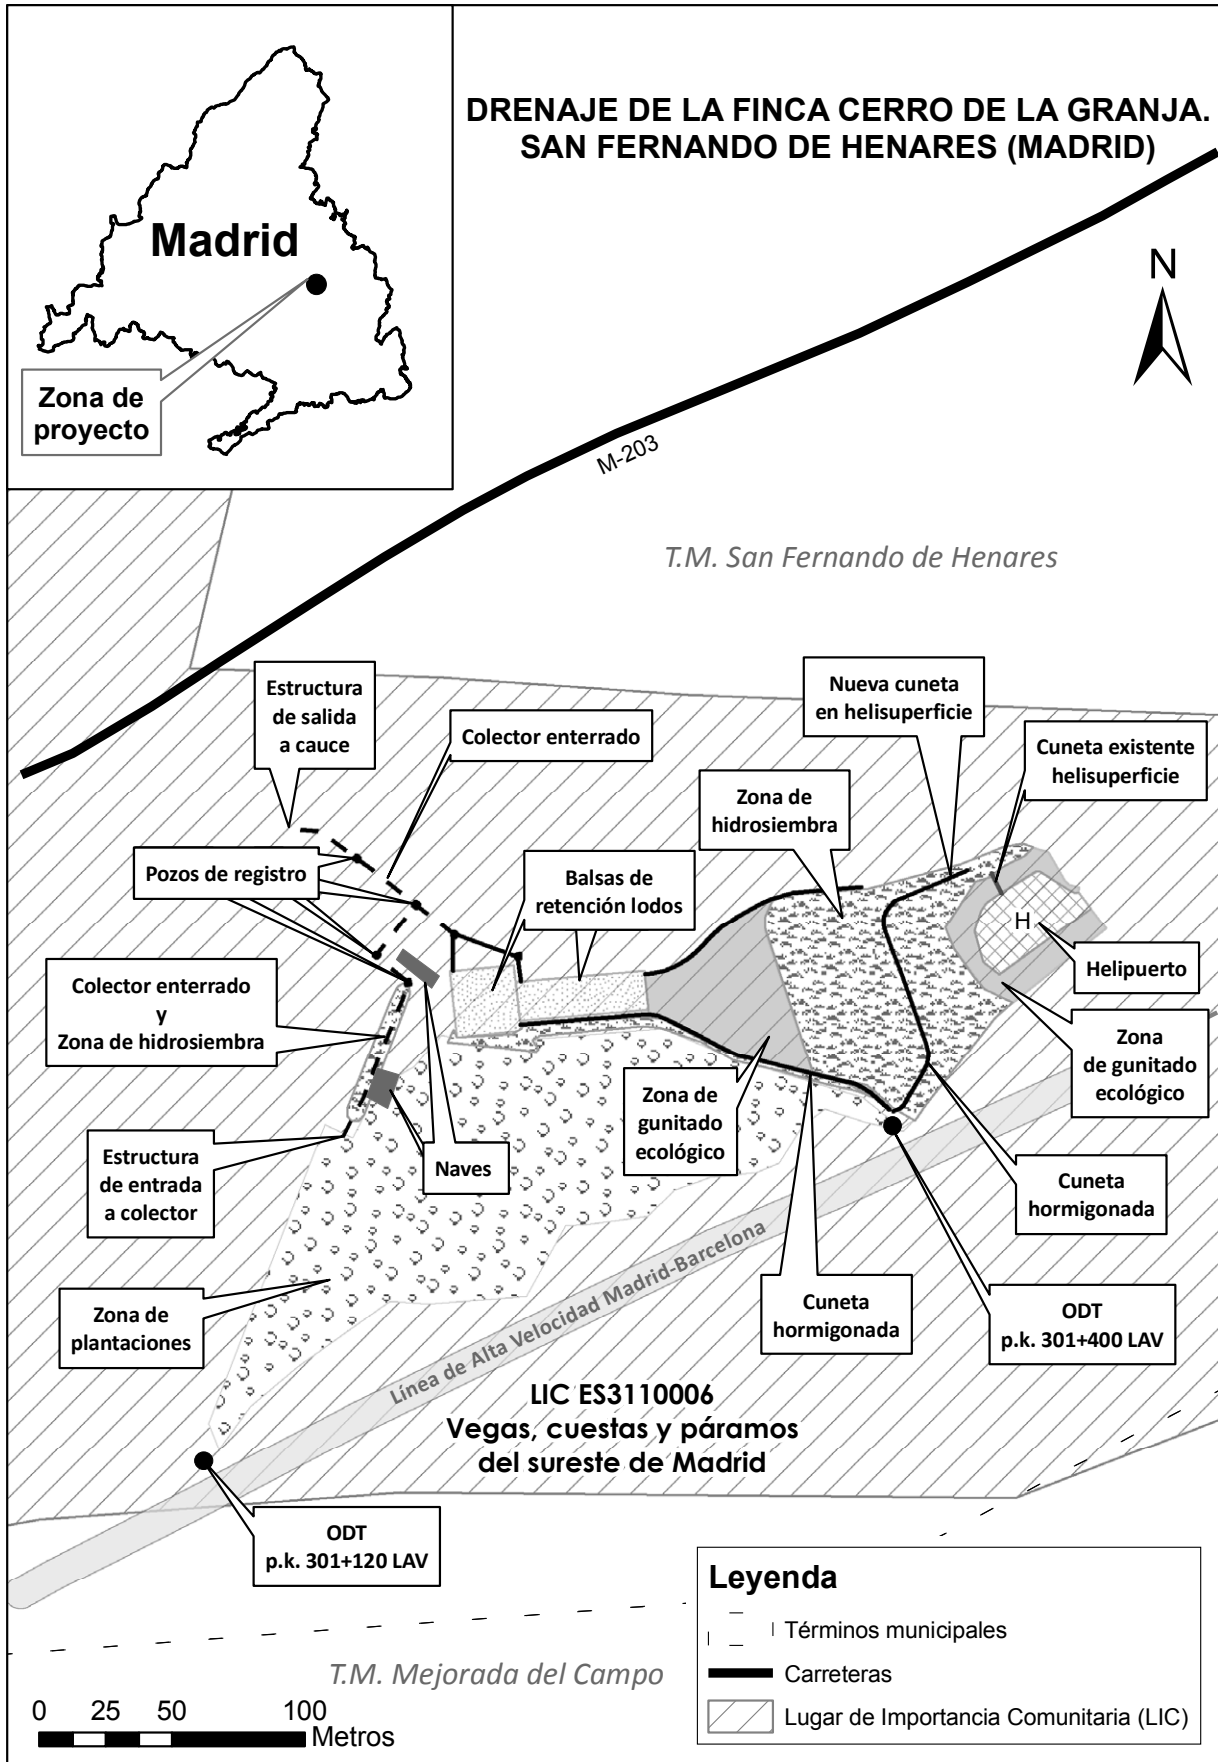 DRENAJE DE LA FINCA CERRO DE LA GRANJA.
SAN FERNANDO DE HENARES (MADRID)
Madrid
Zona de
proyecto
N
M-203
T.M. San Fernando de Henares
Estructura
de salida
a cauce
Colector enterrado
Nueva cuneta
en helisuperficie
Cuneta existente
helisuperficie
Zona de
hidrosiembra
Pozos de registro
Balsas de
retención lodos
H
Helipuerto
Colector enterrado
y
Zona de hidrosiembra
Zona
de gunitado
ecológico
Zona de
gunitado
ecológico
Estructura
de entrada
a colector
Naves
Cuneta
hormigonada
Zona de
plantaciones
Cuneta
hormigonada
ODT
p.k. 301+400 LAV
Línea de Alta Velocidad Madrid-Barcelona
LIC ES3110006
Vegas, cuestas y páramos
del sureste de Madrid
ODT
p.k. 301+120 LAV
Leyenda
Términos municipales
Carreteras
Lugar de Importancia Comunitaria (LIC)
T.M. Mejorada del Campo
0 25 50 100
Metros